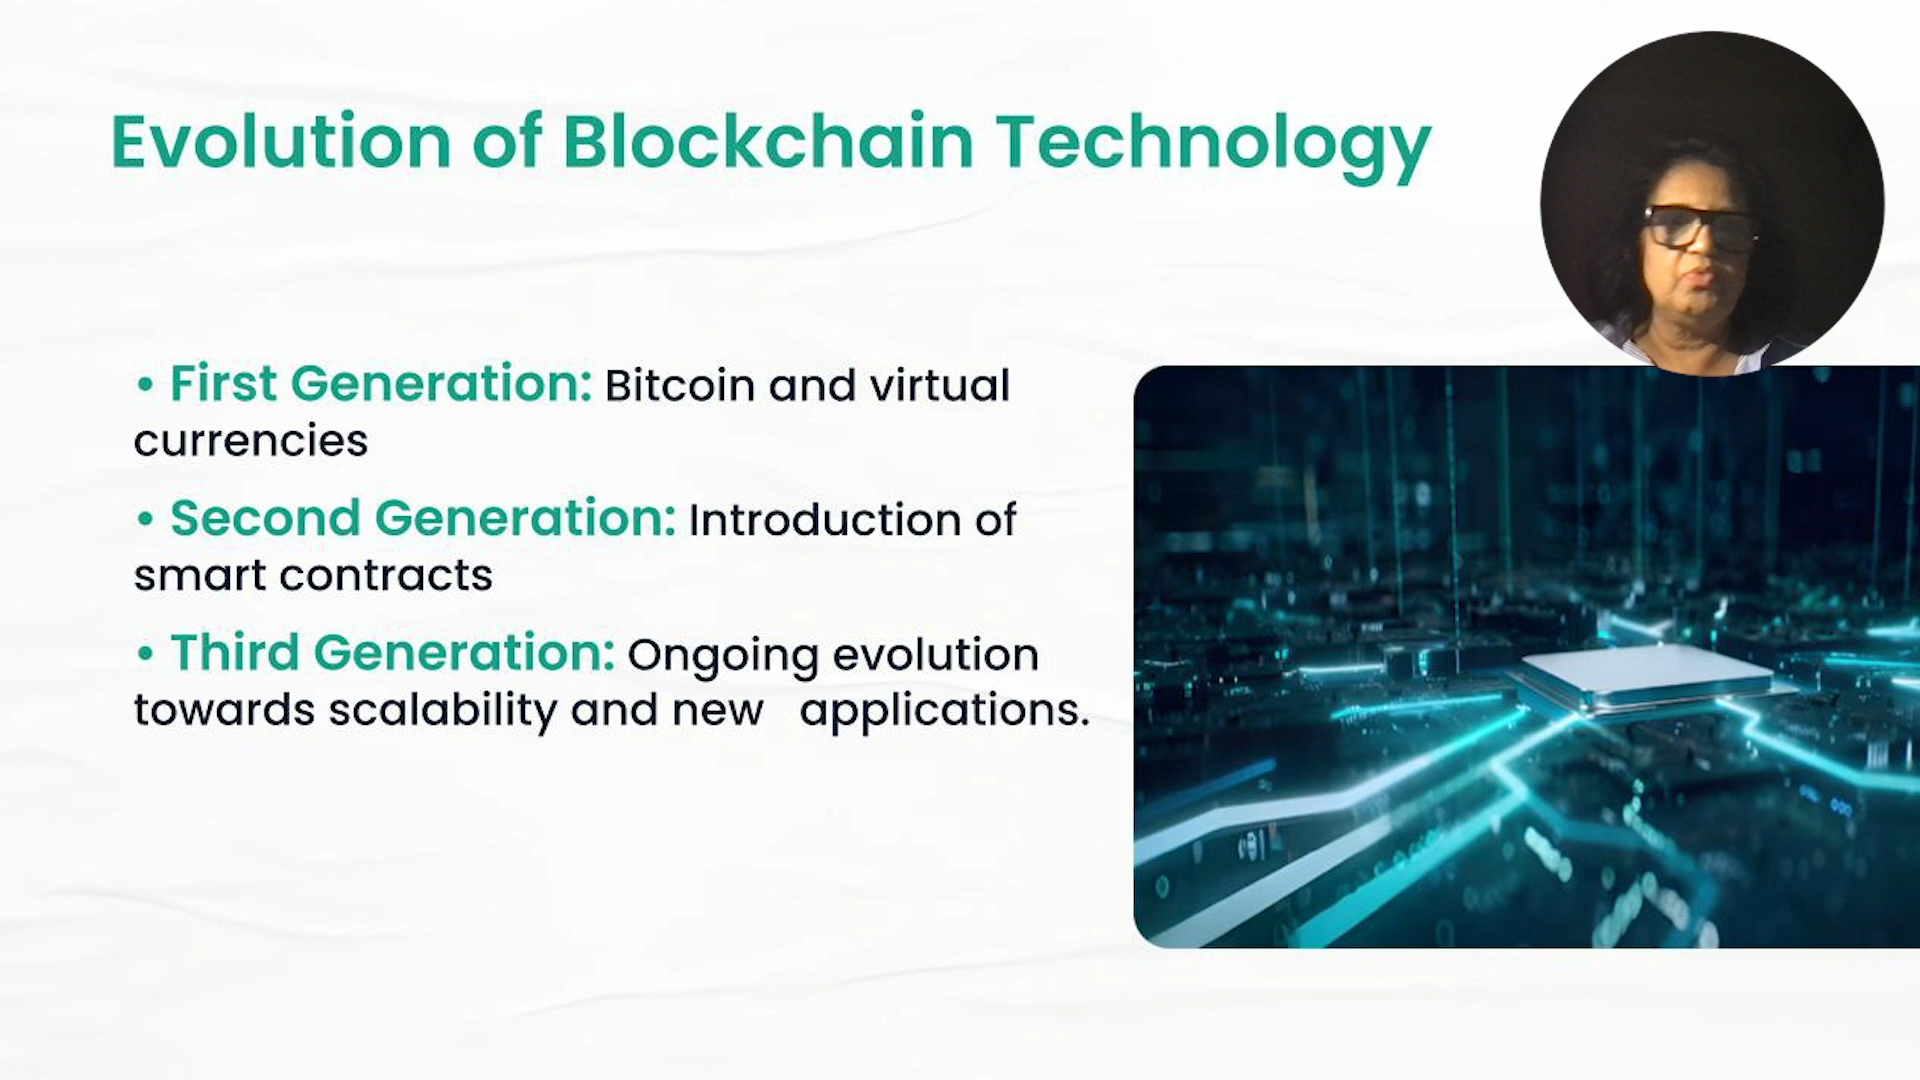 Evolution of Blockchain Technology
• First Generation: Bitcoin and virtual
currencies
• Second Generation: Introduction of
smart contracts
• Third Generation: Ongoing evolution
towards scalability and new   applications.